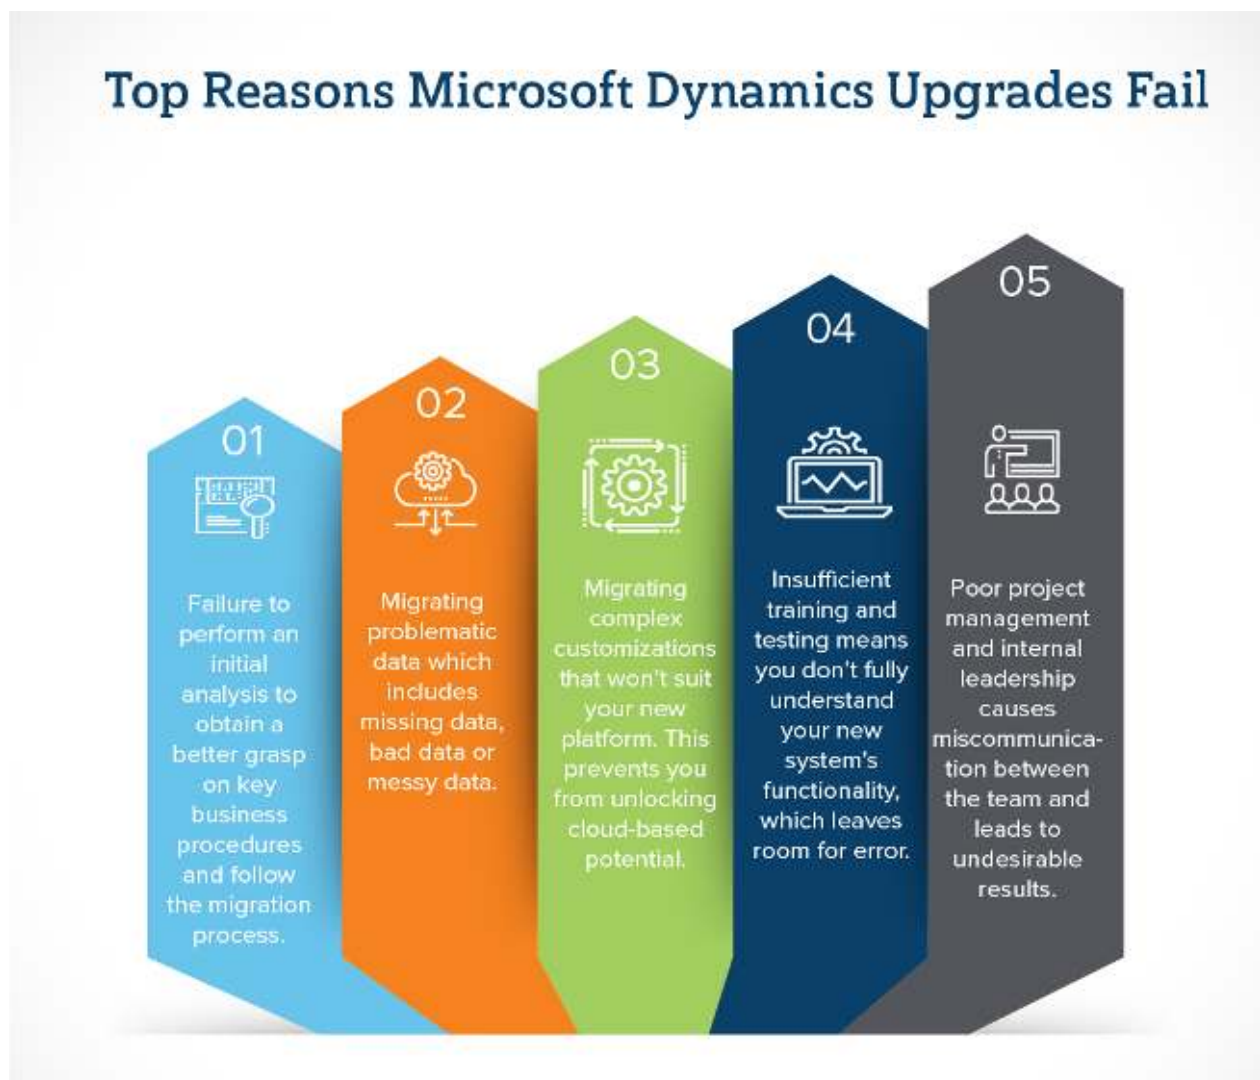 Top Reasons Microsoft Dynamics Upgrades Fail
01
Failure to
perform an
initial
analysis to
obtain a
better grasp
on key
business
procedures
and follow
the migration
process.
02
Migrating
problematic
data which
includes
missing data,
bad data or
messy data.
03
Migrating
complex
customizations
that won't suit
your new
platform. This
prevents you
from unlocking
cloud-based
potential.
04
Insufficient
training and
testing means
you don't fully
understand
your new
system's
functionality,
which leaves
room for error.
05
Poor project
management
and internal
leadership
causes
miscommunica-
tion between
the team and
leads to
undesirable
results.